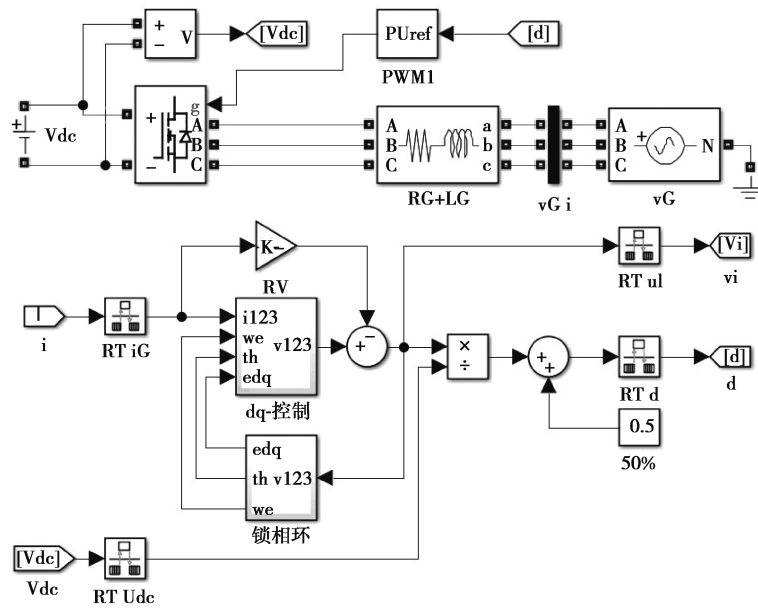 +
−
V
[Vdc]
PUref
PWM1
[d]
+
Vdc
+
−
g
A
B
C
A
B
C
a
b
c
RG+LG
vG i
A
B
C
+
N
vG
-K-
RV
i
RT iG
i123
we
th
edq
v123
dq-控制
+
−
×
÷
+
+
RT ul
[Vi]
vi
RT d
[d]
d
0.5
50%
edq
th v123
we
锁相环
[Vdc]
Vdc
RT Udc